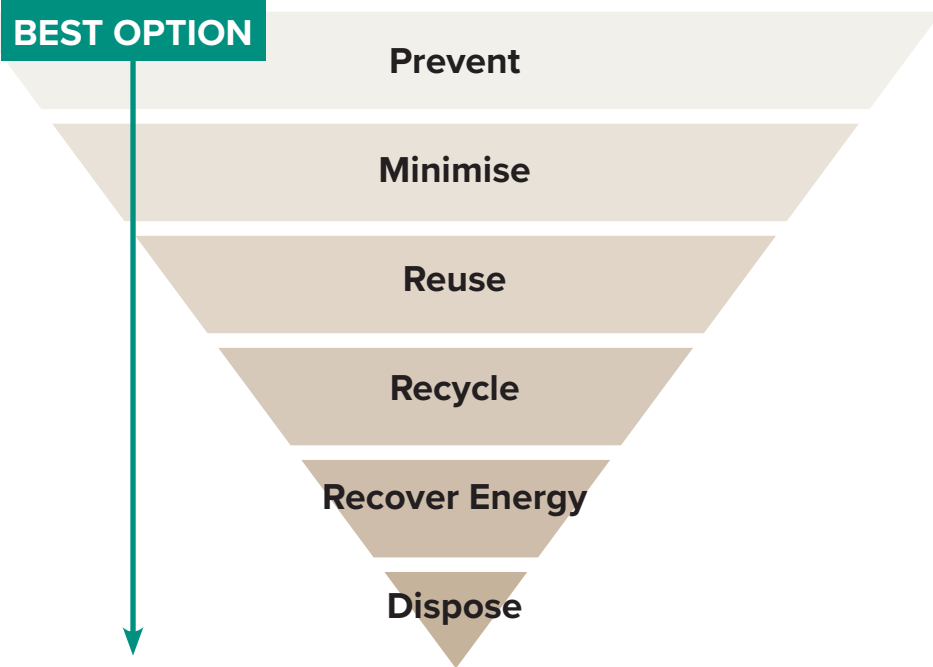 BEST OPTION
Prevent
Minimise
Reuse
Recycle
Recover Energy
Dispose